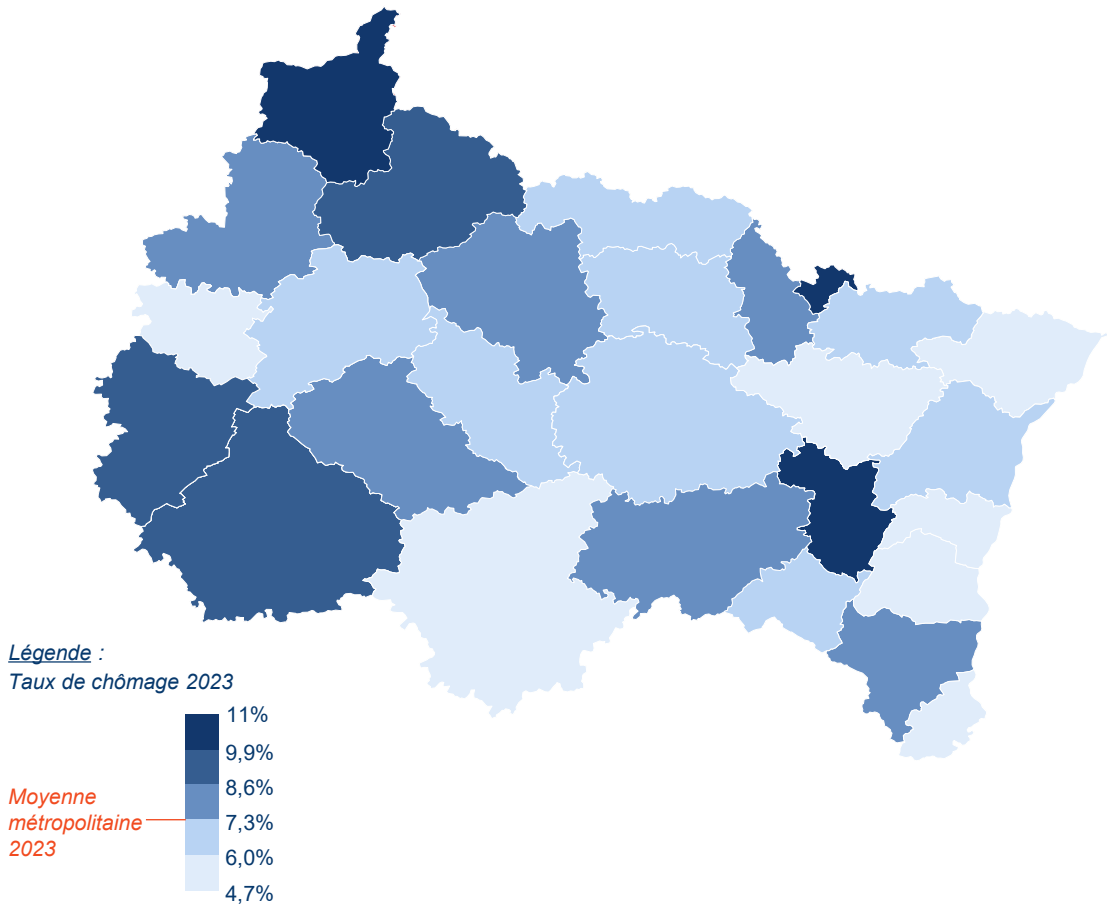 Légende :
Taux de chômage 2023
11%
9,9%
8,6%
7,3%
6,0%
4,7%
Moyenne
métropolitaine
2023